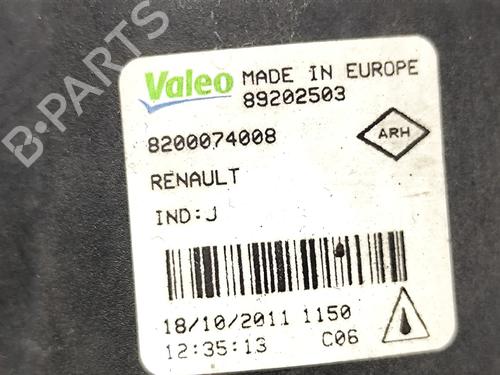 B-PARTS
Valeo MADE IN EUROPE
89202503
8200074008
ARH
RENAULT
IND:J
18/10/2011 1150
12:35:13 C06